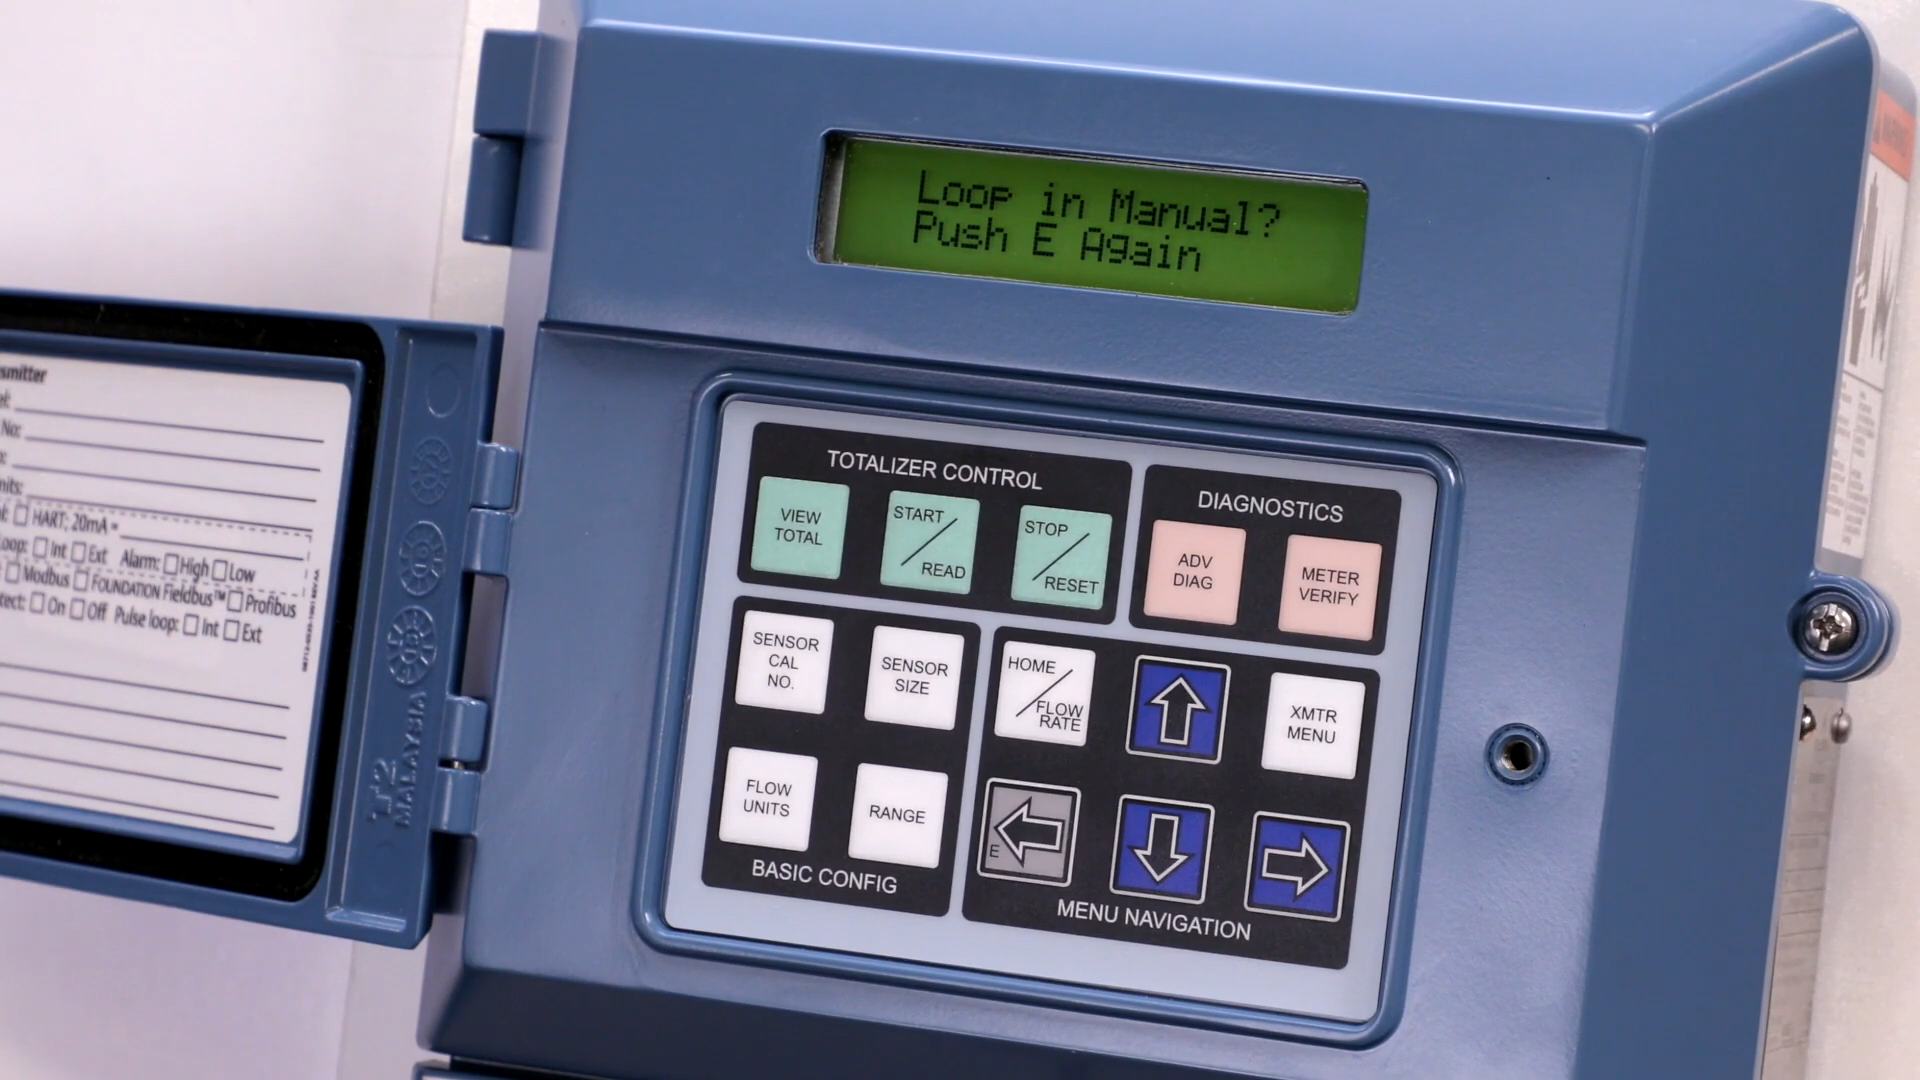 Loop in Manual?
Push E Again
TOTALIZER CONTROL
VIEW
TOTAL
START
READ
STOP
RESET
DIAGNOSTICS
ADV
DIAG
METER
VERIFY
SENSOR
CAL
NO.
SENSOR
SIZE
FLOW
UNITS
RANGE
BASIC CONFIG
HOME
FLOW
RATE
XMTR
MENU
E
MENU NAVIGATION
No:
HART; 20mA =
Int Ext Alarm: High Low
Modbus FOUNDATION Fieldbus™ Profibus
On Off Pulse loop: Int Ext
T2
MALAYSIA